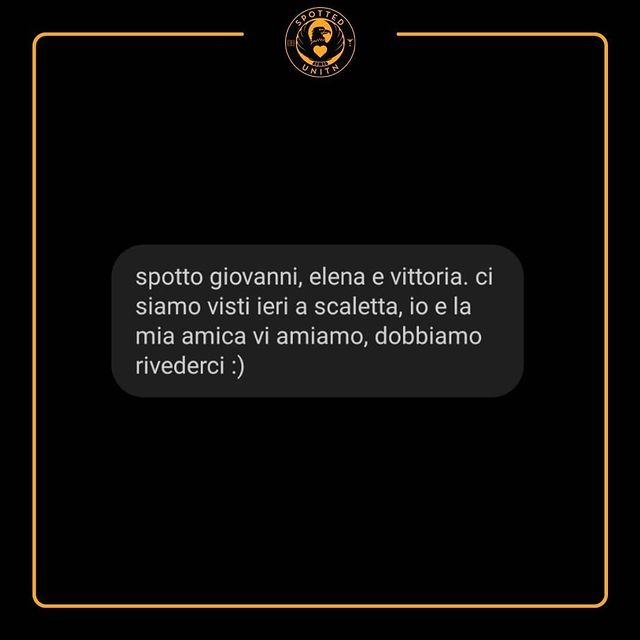 SPOTTED
UNITN
spotto giovanni, elena e vittoria. ci
siamo visti ieri a scaletta, io e la
mia amica vi amiamo, dobbiamo
rivederci :)